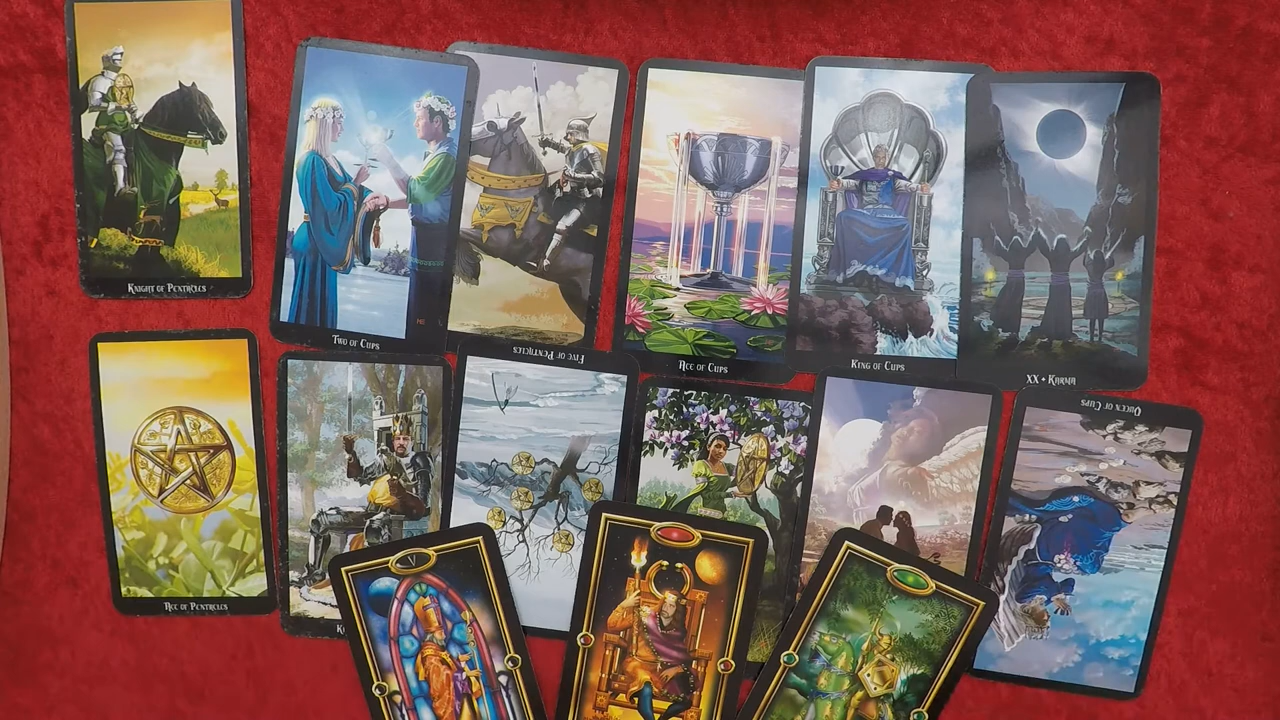 Knight of Pentacles
Two of Cups
Five of Pentacles
Ace of Cups
King of Cups
XX • Karma
Queen of Cups
Ace of Pentacles
V